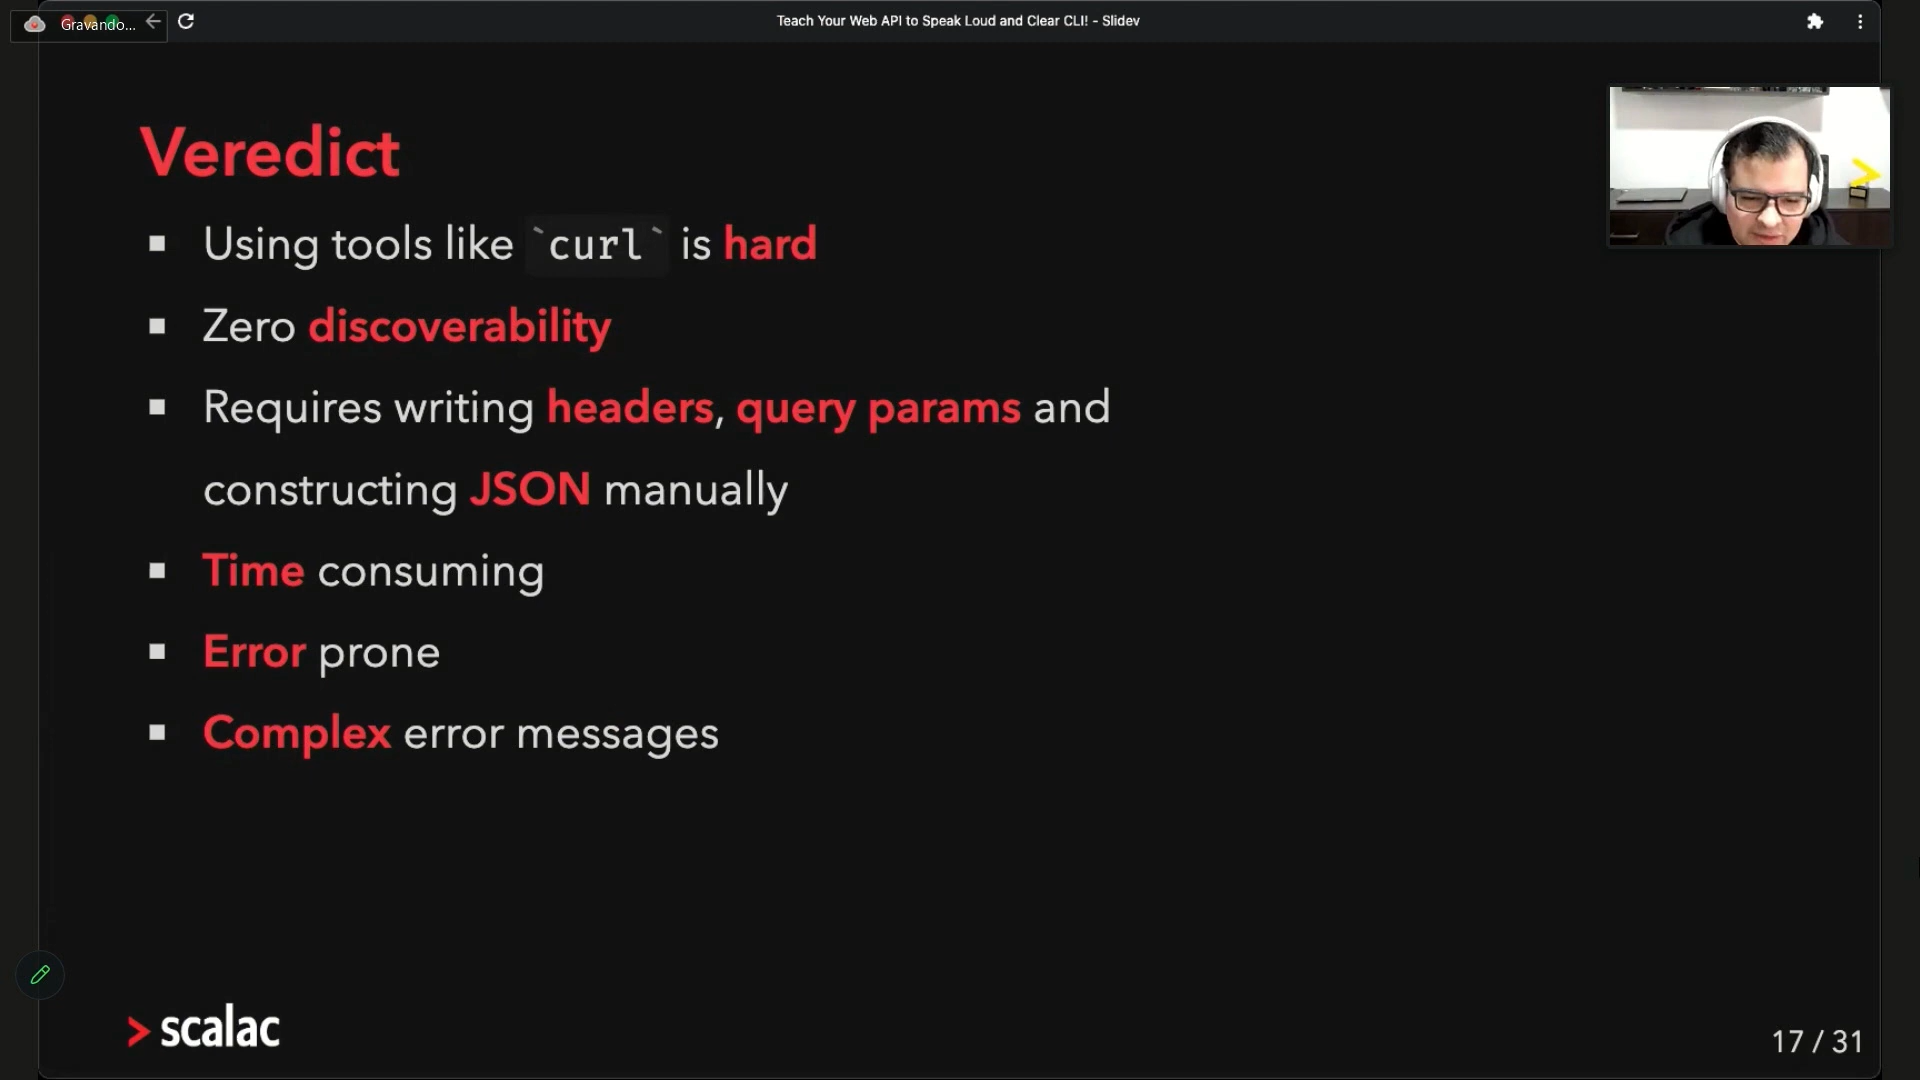 Gravando...
Teach Your Web API to Speak Loud and Clear CLI! - Slidev
Veredict
Using tools like `curl` is hard
Zero discoverability
Requires writing headers, query params and
constructing JSON manually
Time consuming
Error prone
Complex error messages
> scalac
17 / 31